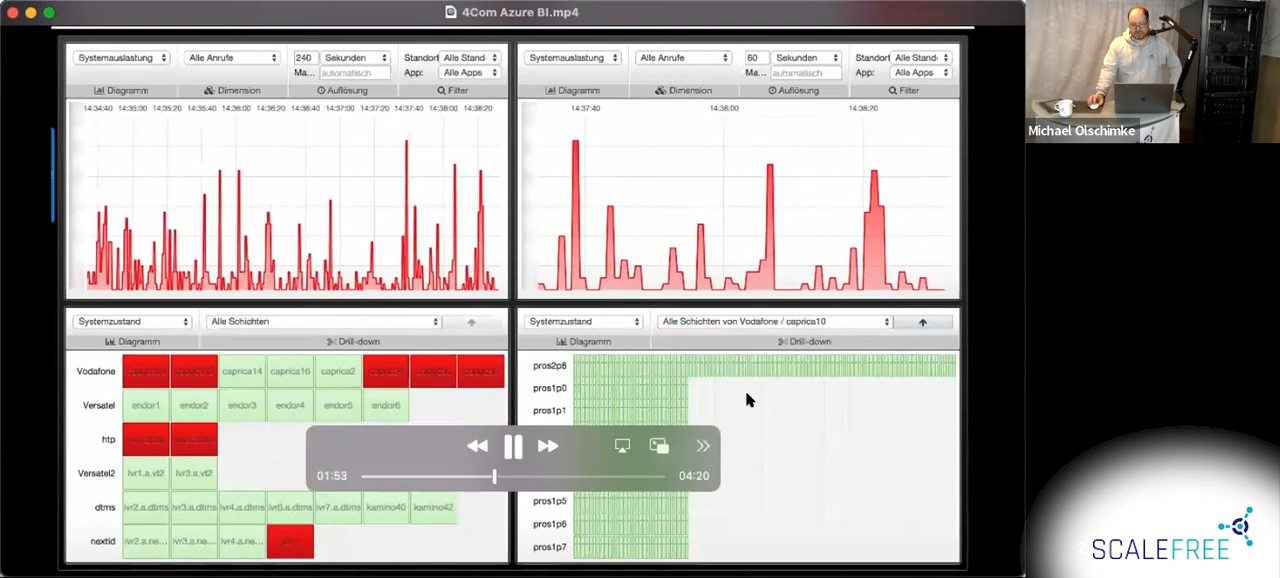 4Com Azure BI.mp4
Systemauslastung Alle Anrufe 240 Sekunden Standort Alle Stand-
Ma... automatisch App: Alle Apps
Diagramm Dimension Auflösung Filter
14:34:40 14:35:00 14:35:20 14:35:40 14:36:00 14:36:20 14:36:40 14:37:00 14:37:20 14:37:40 14:38:00 14:38:20
Systemauslastung Alle Anrufe 60 Sekunden Standort Alle Stand-
Ma... automatisch App: Alle Apps
Diagramm Dimension Auflösung Filter
14:37:40 14:38:00 14:38:20
Systemzustand Alle Schichten
Diagramm Drill-down
Vodafone caprica14 caprica16 caprica2
Versatel endor1 endor2 endor3 endor4 endor5 endor6
htp
Versatel2 ivr1.a.vt2 ivr3.a.vt2
dtms ivr2.a.dtms ivr3.a.dtms ivr4.a.dtms ivr6.a.dtms ivr7.a.dtms kamino40 kamino42
nextid ivr2.a.ne... ivr3.a.ne... ivr4.a.ne...
Systemzustand Alle Schichten von Vodafone / caprica10
Diagramm Drill-down
pros2p8
pros1p0
pros1p1
pros1p5
pros1p6
pros1p7
01:53 04:20
Michael Olschimke
SCALEFREE